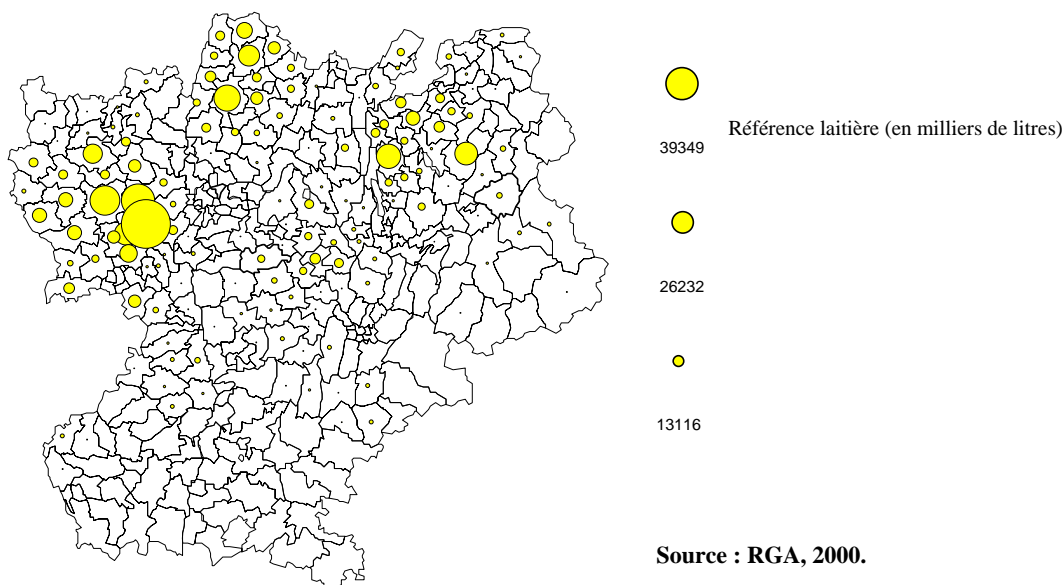 Référence laitière (en milliers de litres)
39349
26232
13116
Source : RGA, 2000.